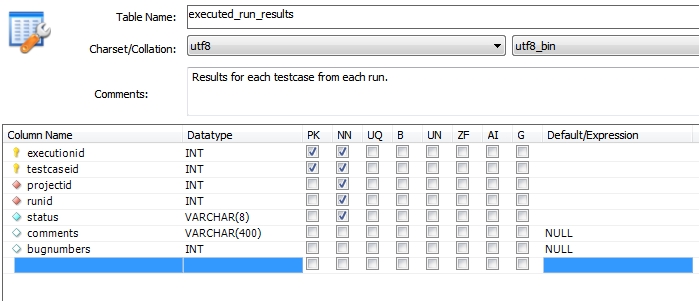 Table Name: executed_run_results
Charset/Collation: utf8 utf8_bin
Comments: Results for each testcase from each run.
Column Name Datatype PK NN UQ B UN ZF AI G Default/Expression
executionid INT
testcaseid INT
projectid INT
runid INT
status VARCHAR(8)
comments VARCHAR(400) NULL
bugnumbers INT NULL